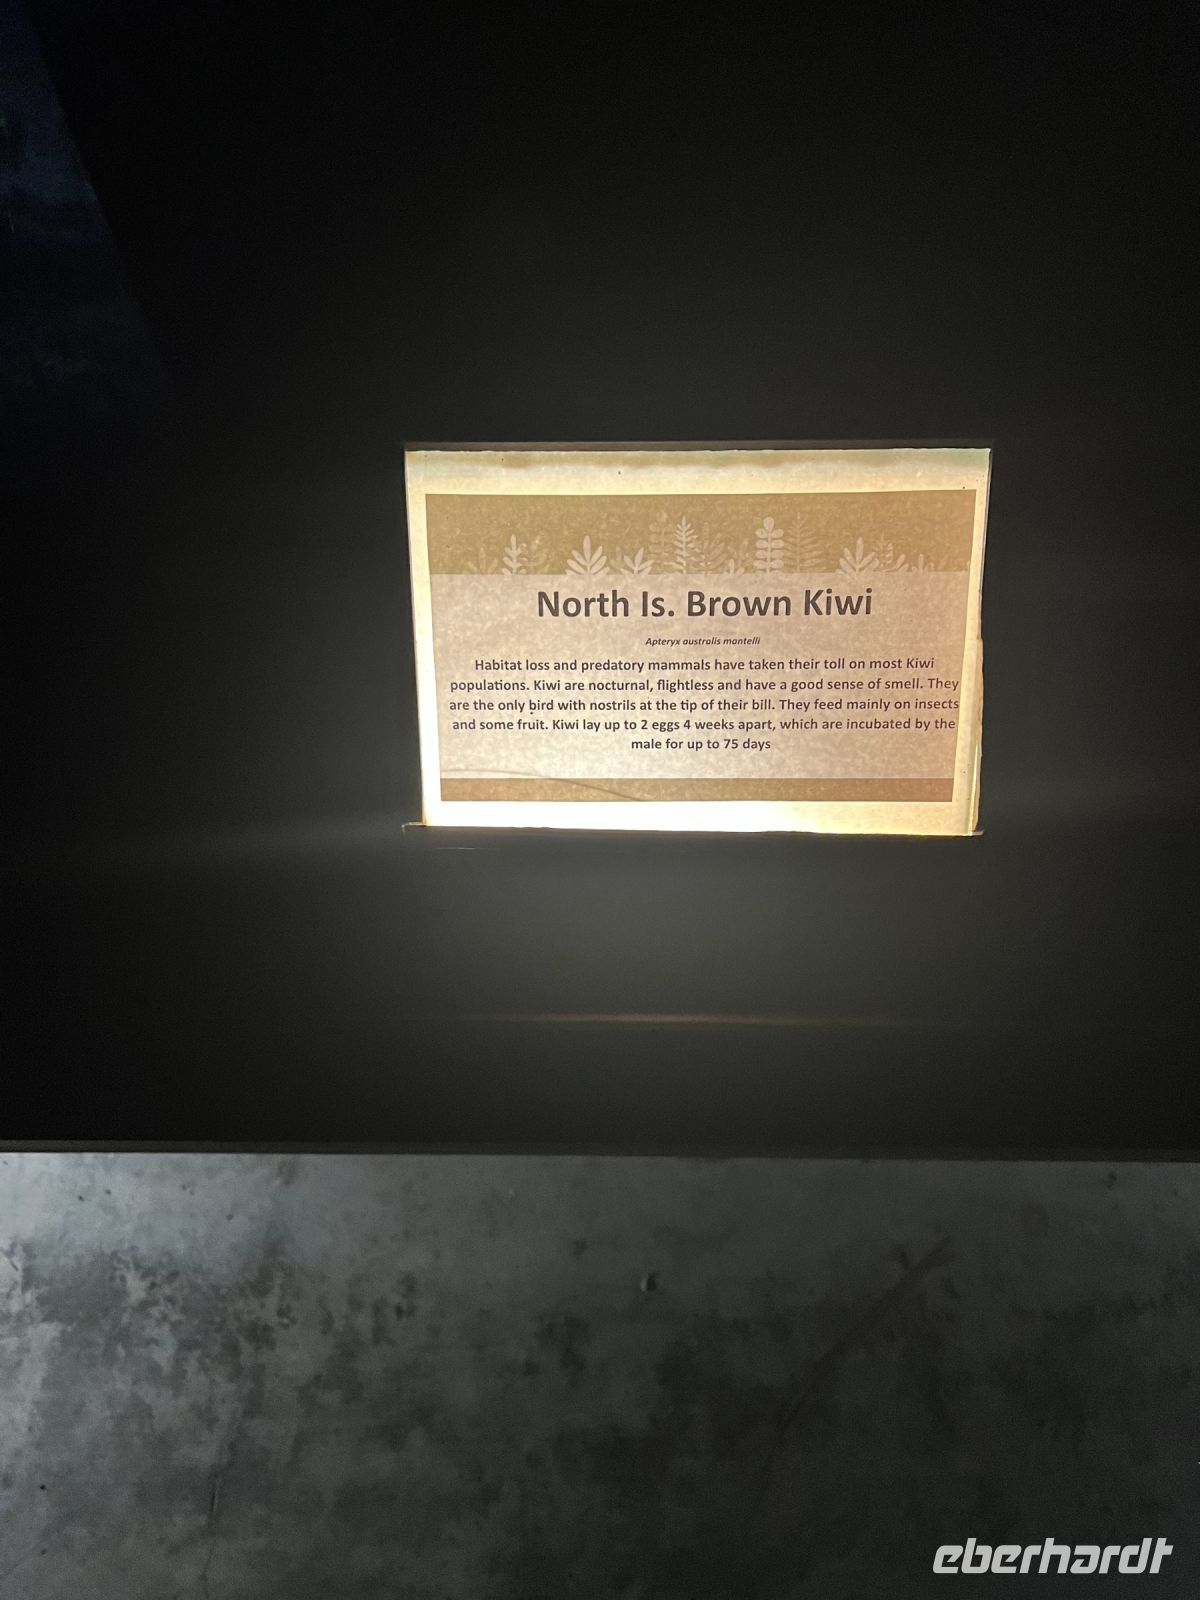 North Is. Brown Kiwi
Apteryx australis mantelli
Habitat loss and predatory mammals have taken their toll on most Kiwi
populations. Kiwi are nocturnal, flightless and have a good sense of smell. They
are the only bird with nostrils at the tip of their bill. They feed mainly on insects
and some fruit. Kiwi lay up to 2 eggs 4 weeks apart, which are incubated by the
male for up to 75 days
eberhardt